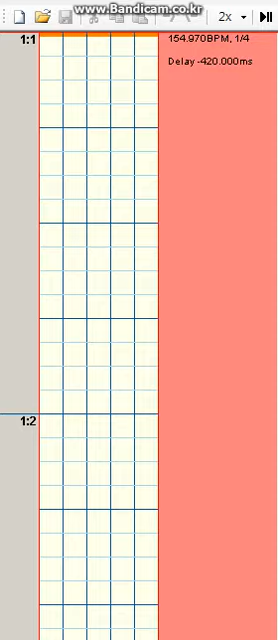 www.Bandicam.co.kr
2x
1:1
154.970BPM, 1/4
Delay -420.000ms
1:2